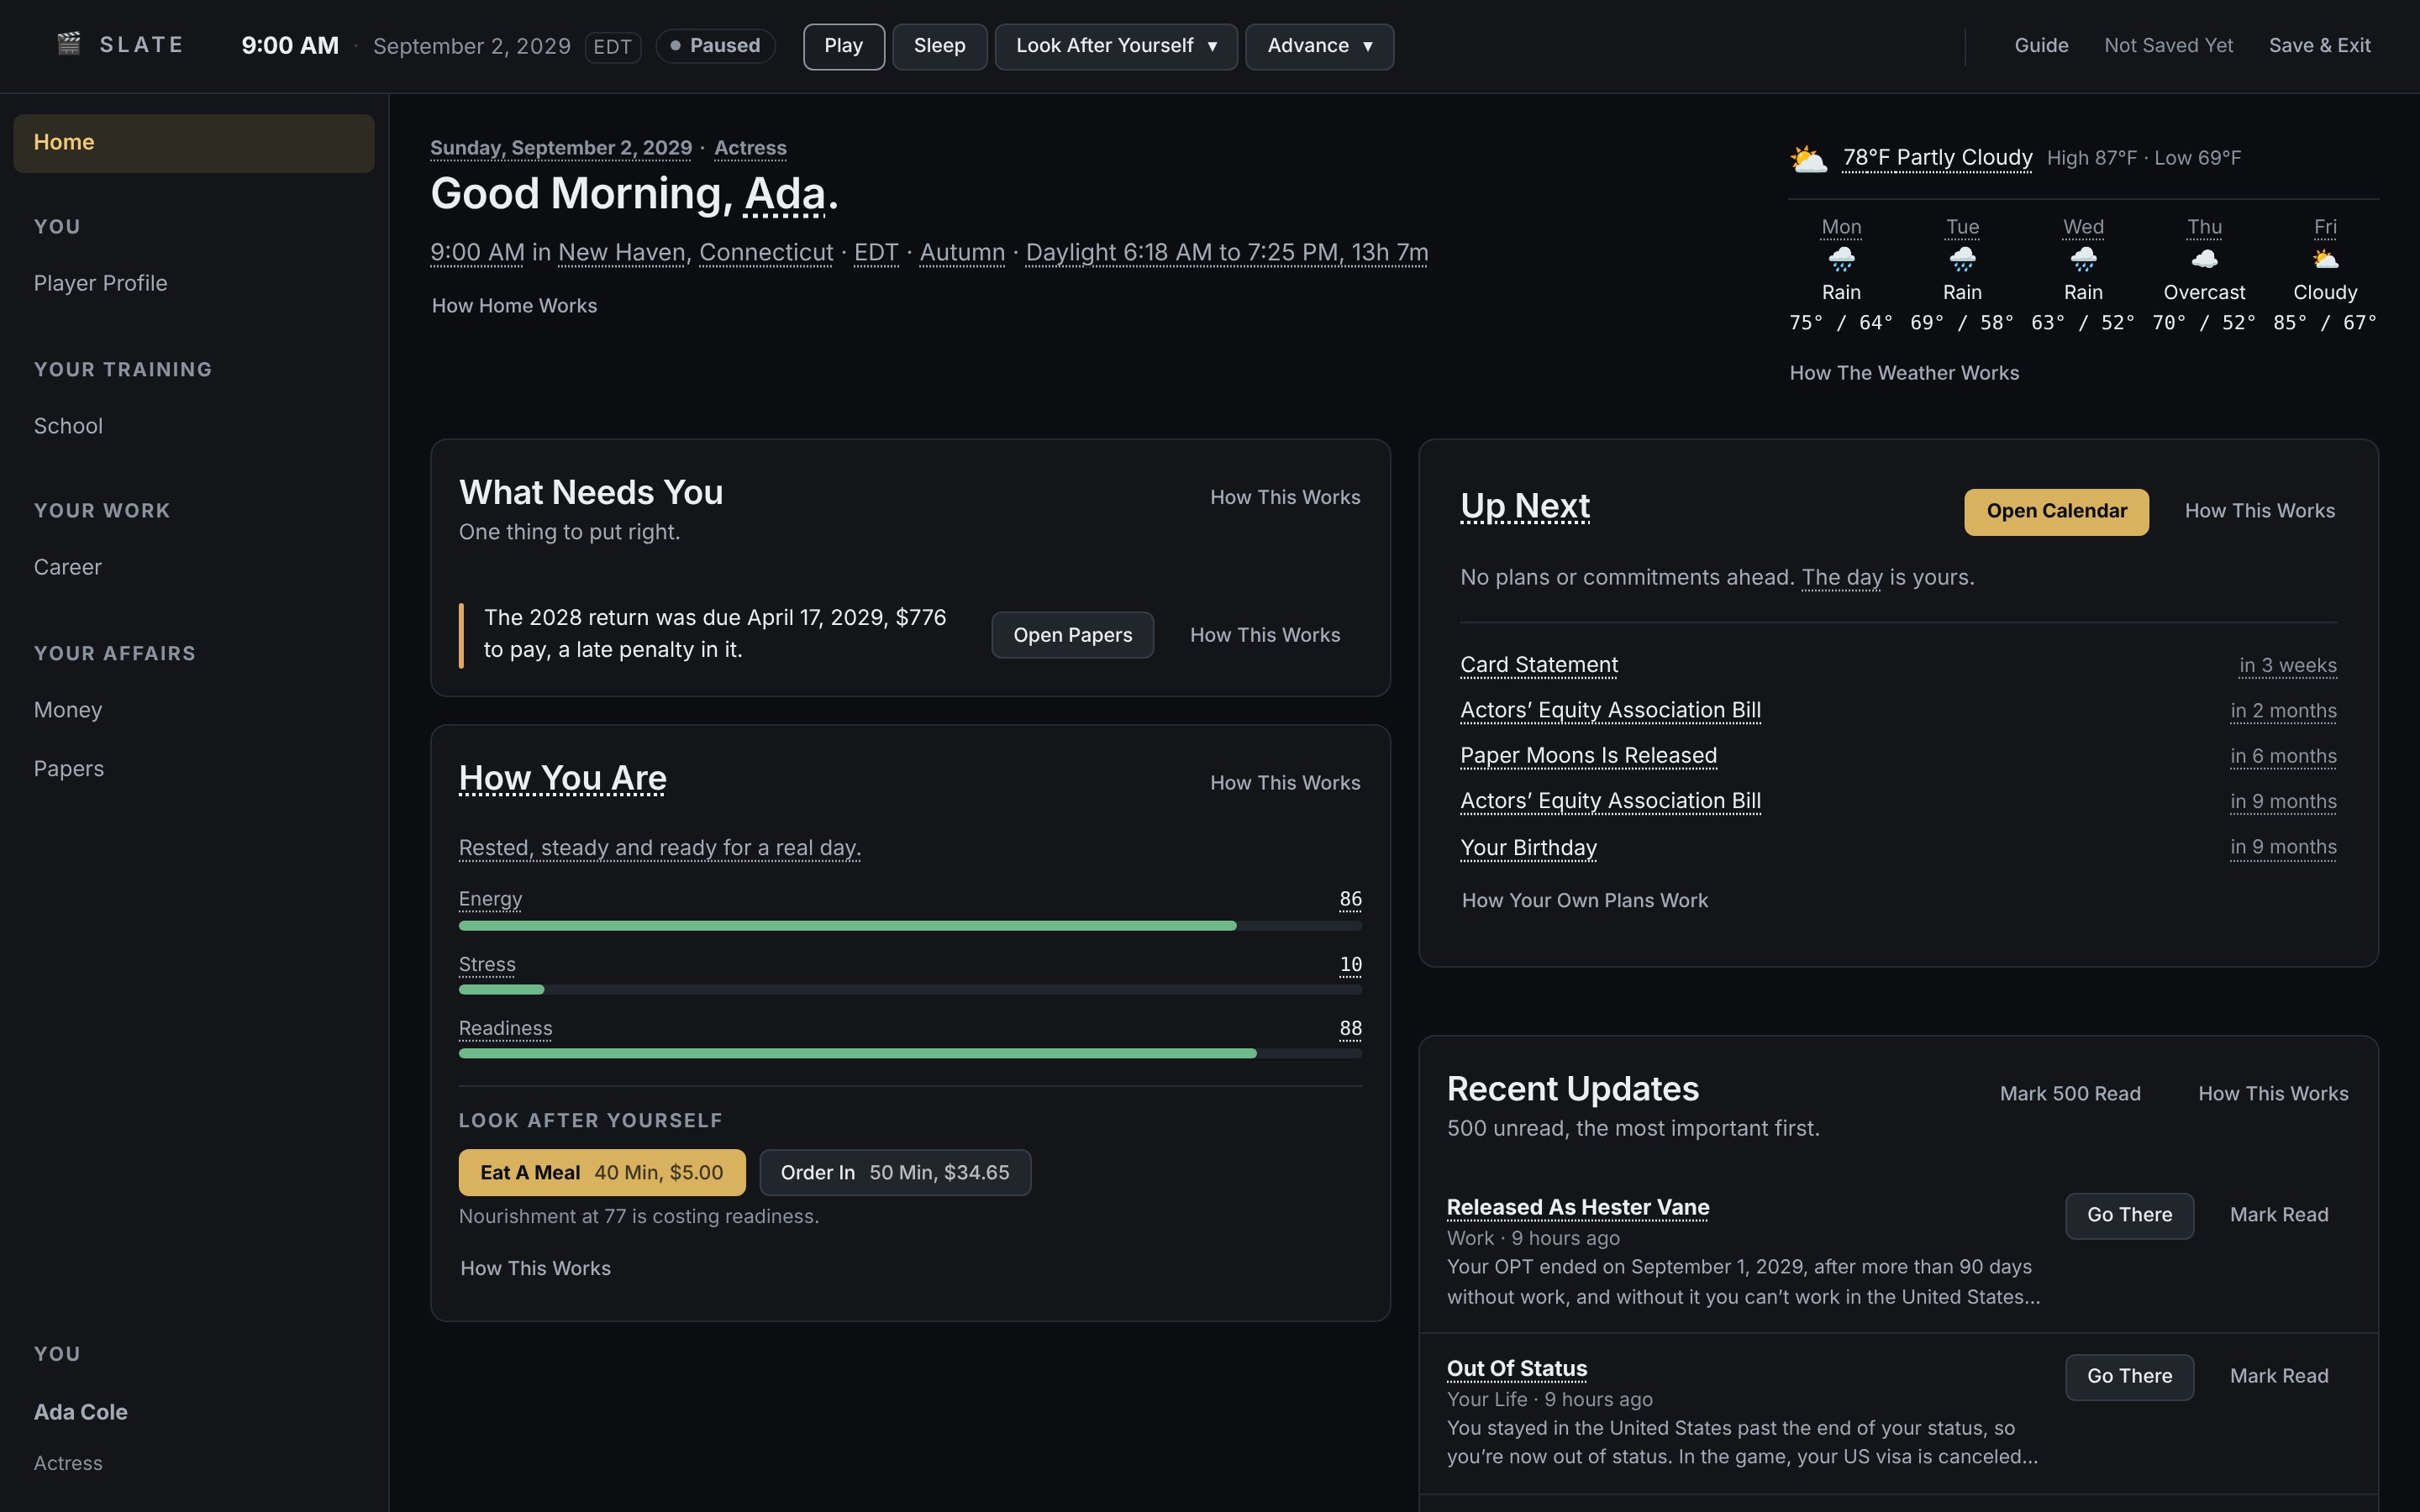 SLATE
9:00 AM · September 2, 2029 EDT Paused
Play
Sleep
Look After Yourself ▼
Advance ▼
Guide
Not Saved Yet
Save & Exit
Home
YOU
Player Profile
YOUR TRAINING
School
YOUR WORK
Career
YOUR AFFAIRS
Money
Papers
YOU
Ada Cole
Actress
Sunday, September 2, 2029 · Actress
Good Morning, Ada.
9:00 AM in New Haven, Connecticut · EDT · Autumn · Daylight 6:18 AM to 7:25 PM, 13h 7m
How Home Works
78°F Partly Cloudy High 87°F · Low 69°F
Mon Tue Wed Thu Fri
Rain Rain Rain Overcast Cloudy
75° / 64° 69° / 58° 63° / 52° 70° / 52° 85° / 67°
How The Weather Works
What Needs You
How This Works
One thing to put right.
The 2028 return was due April 17, 2029, $776
to pay, a late penalty in it.
Open Papers
How This Works
How You Are
How This Works
Rested, steady and ready for a real day.
Energy 86
Stress 10
Readiness 88
LOOK AFTER YOURSELF
Eat A Meal 40 Min, $5.00
Order In 50 Min, $34.65
Nourishment at 77 is costing readiness.
How This Works
Up Next
Open Calendar
How This Works
No plans or commitments ahead. The day is yours.
Card Statement in 3 weeks
Actors’ Equity Association Bill in 2 months
Paper Moons Is Released in 6 months
Actors’ Equity Association Bill in 9 months
Your Birthday in 9 months
How Your Own Plans Work
Recent Updates
Mark 500 Read
How This Works
500 unread, the most important first.
Released As Hester Vane
Go There
Mark Read
Work · 9 hours ago
Your OPT ended on September 1, 2029, after more than 90 days
without work, and without it you can’t work in the United States…
Out Of Status
Go There
Mark Read
Your Life · 9 hours ago
You stayed in the United States past the end of your status, so
you’re now out of status. In the game, your US visa is canceled…